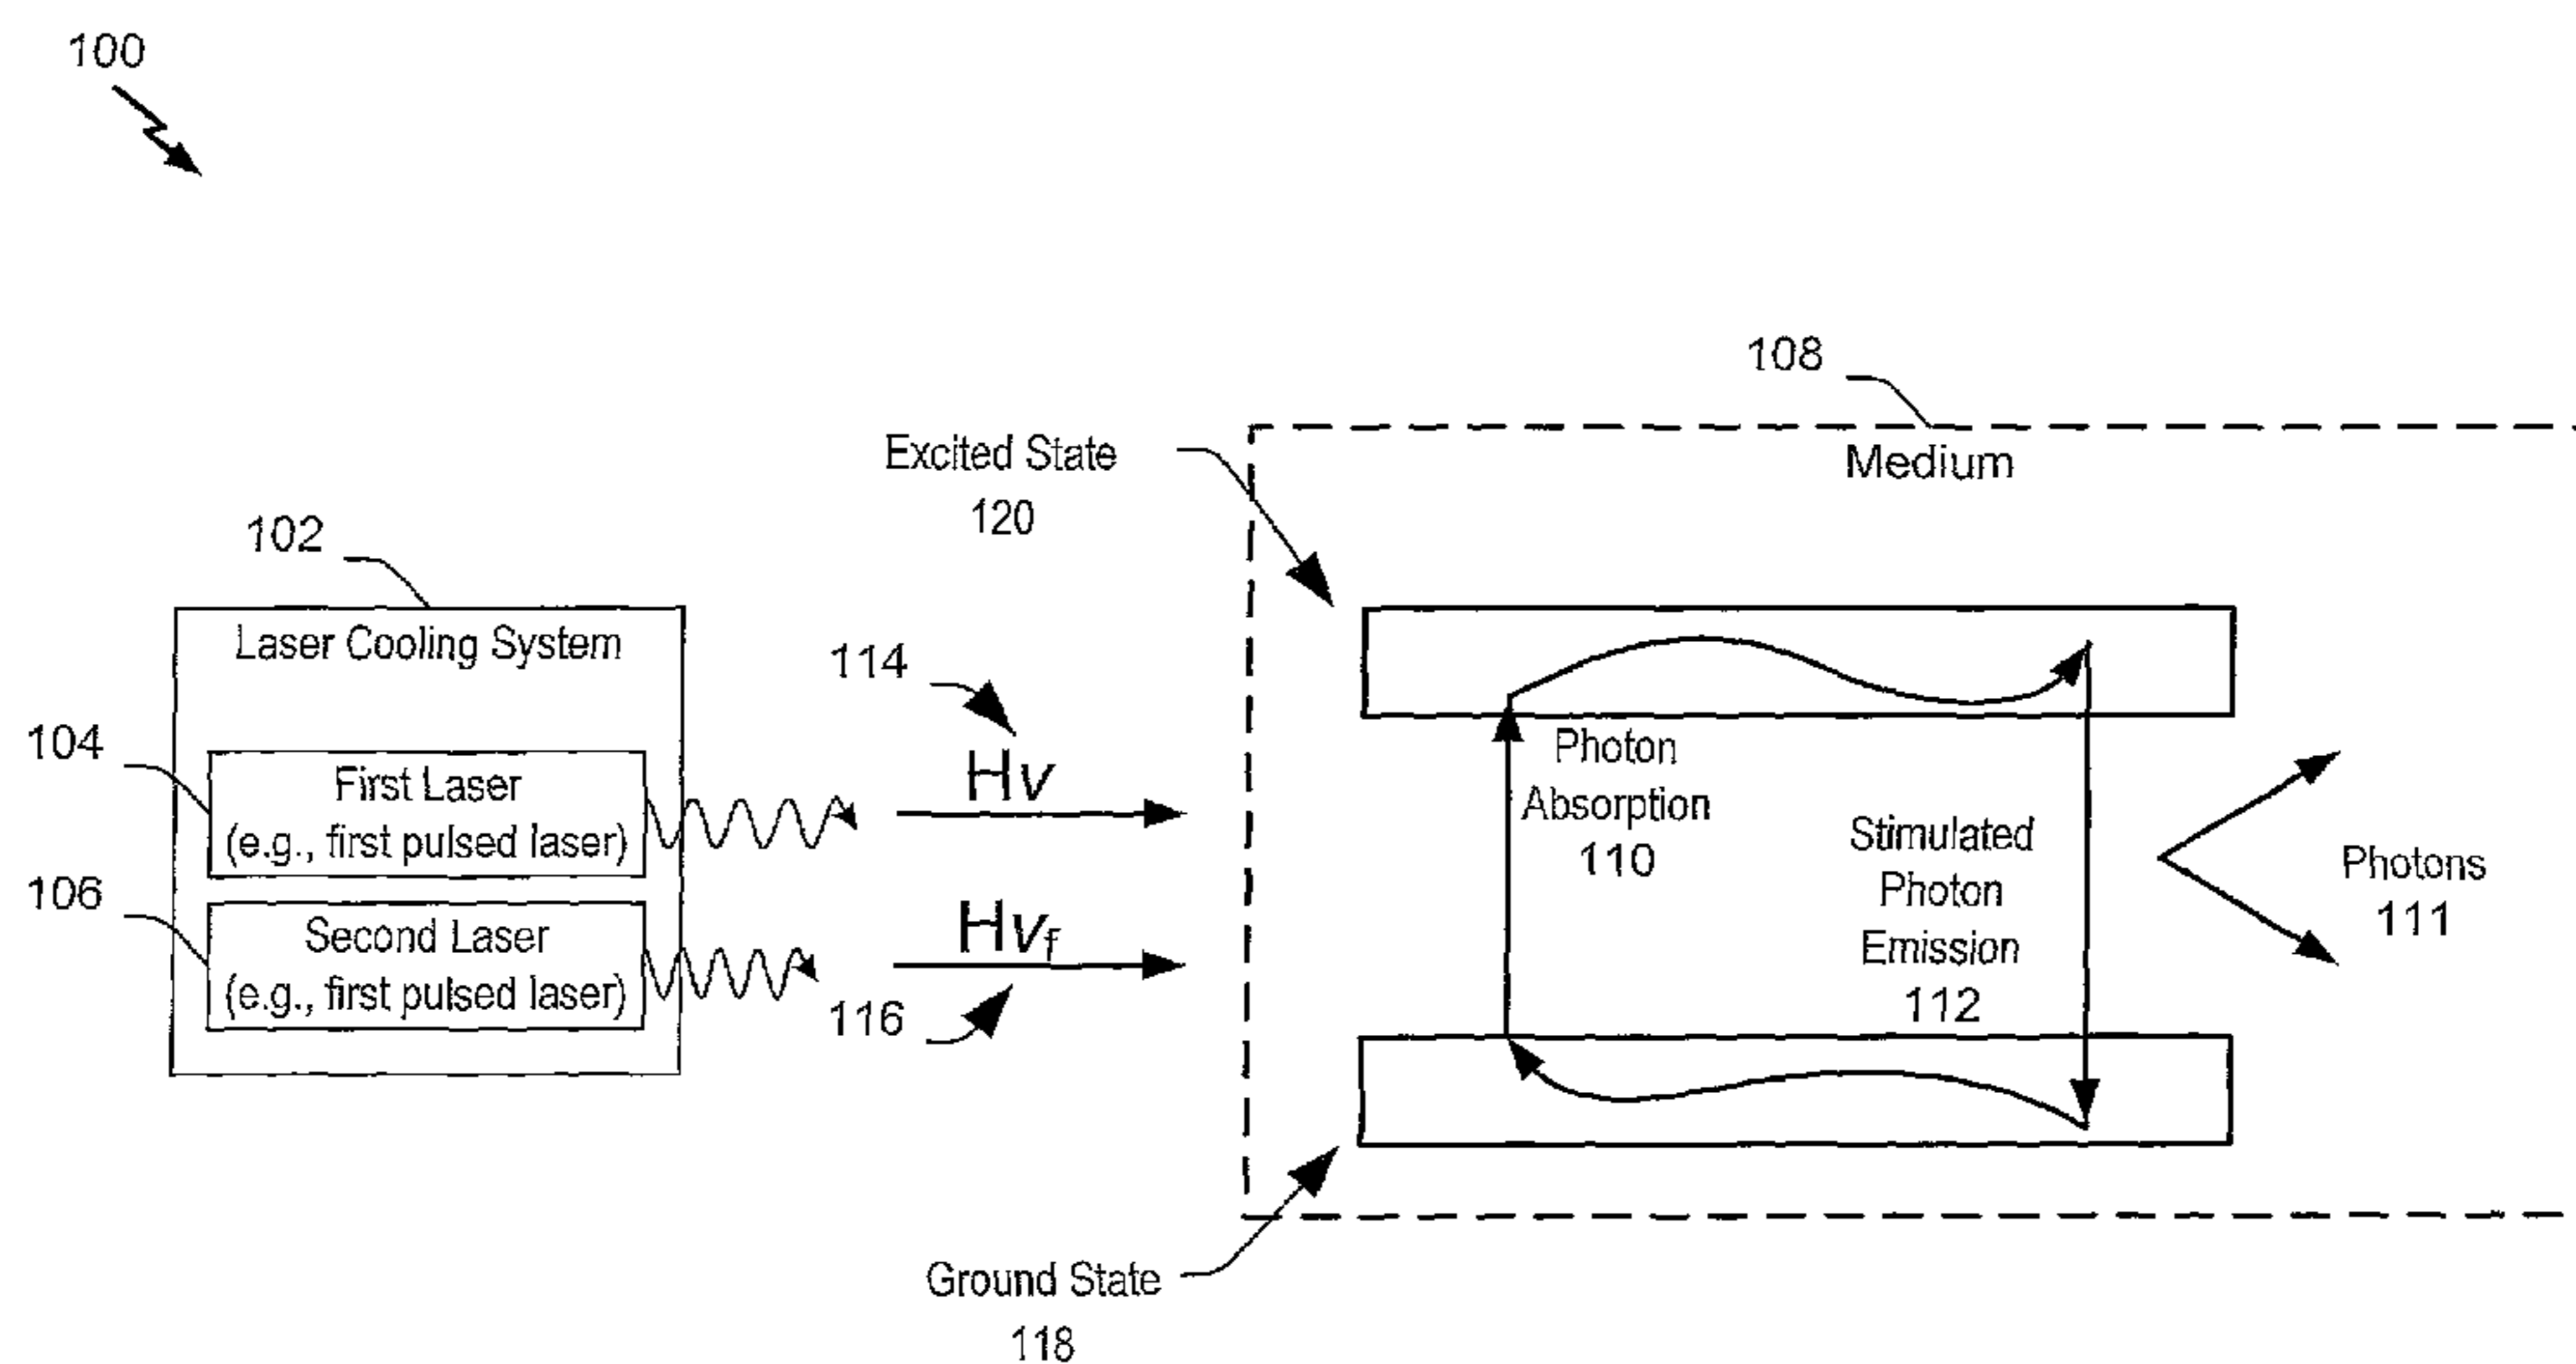 100
108
Medium
Excited State
120
102
Laser Cooling System
114
104
First Laser
(e.g., first pulsed laser)
Hv
Photon
Absorption
110
Stimulated
Photon
Emission
112
Photons
111
106
Second Laser
(e.g., first pulsed laser)
Hvf
116
Ground State
118